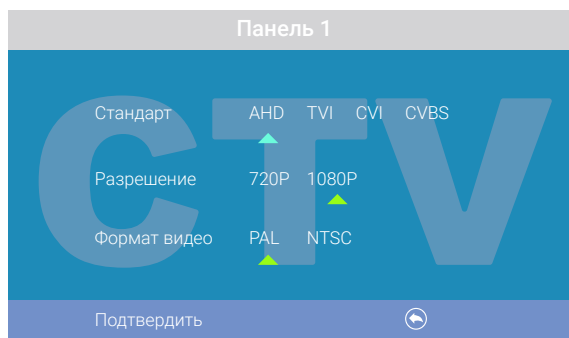 Панель 1
CTV
Стандарт AHD TVI CVI CVBS
Разрешение 720P 1080P
Формат видео PAL NTSC
Подтвердить